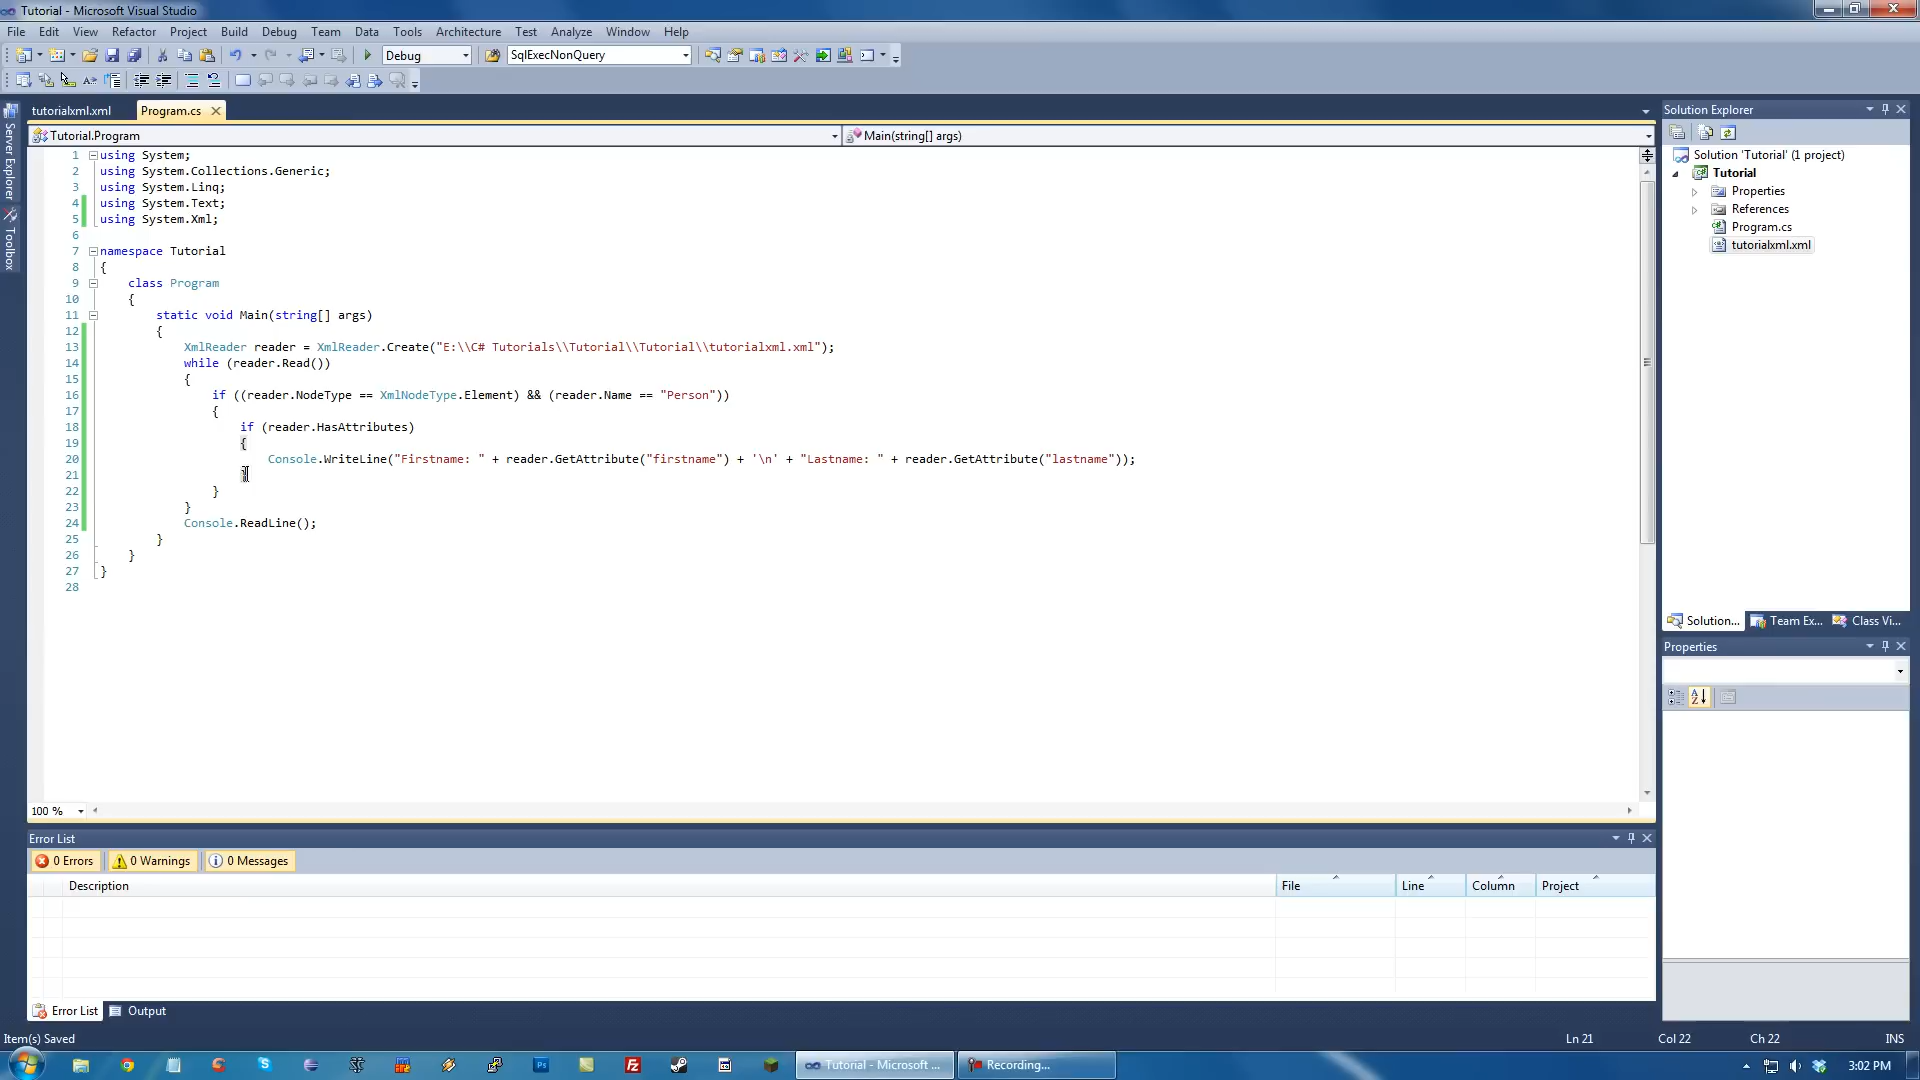 Tutorial - Microsoft Visual Studio
File Edit View Refactor Project Build Debug Team Data Tools Architecture Test Analyze Window Help
Debug SqlExecNonQuery
tutorialxml.xml Program.cs
Tutorial.Program Main(string[] args)
1 using System;
2 using System.Collections.Generic;
3 using System.Linq;
4 using System.Text;
5 using System.Xml;
6
7 namespace Tutorial
8 {
9 class Program
10 {
11 static void Main(string[] args)
12 {
13 XmlReader reader = XmlReader.Create("E:\\C# Tutorials\\Tutorial\\Tutorial\\tutorialxml.xml");
14 while (reader.Read())
15 {
16 if ((reader.NodeType == XmlNodeType.Element) && (reader.Name == "Person"))
17 {
18 if (reader.HasAttributes)
19 {
20 Console.WriteLine("Firstname: " + reader.GetAttribute("firstname") + '\n' + "Lastname: " + reader.GetAttribute("lastname"));
21 }
22 }
23 }
24 Console.ReadLine();
25 }
26 }
27 }
28
100 %
Server Explorer
Toolbox
Solution Explorer
Solution 'Tutorial' (1 project)
Tutorial
Properties
References
Program.cs
tutorialxml.xml
Solution... Team Ex... Class Vi...
Properties
Error List
0 Errors 0 Warnings 0 Messages
Description File Line Column Project
Error List Output
Item(s) Saved Ln 21 Col 22 Ch 22 INS
Tutorial - Microsoft ... Recording... 3:02 PM